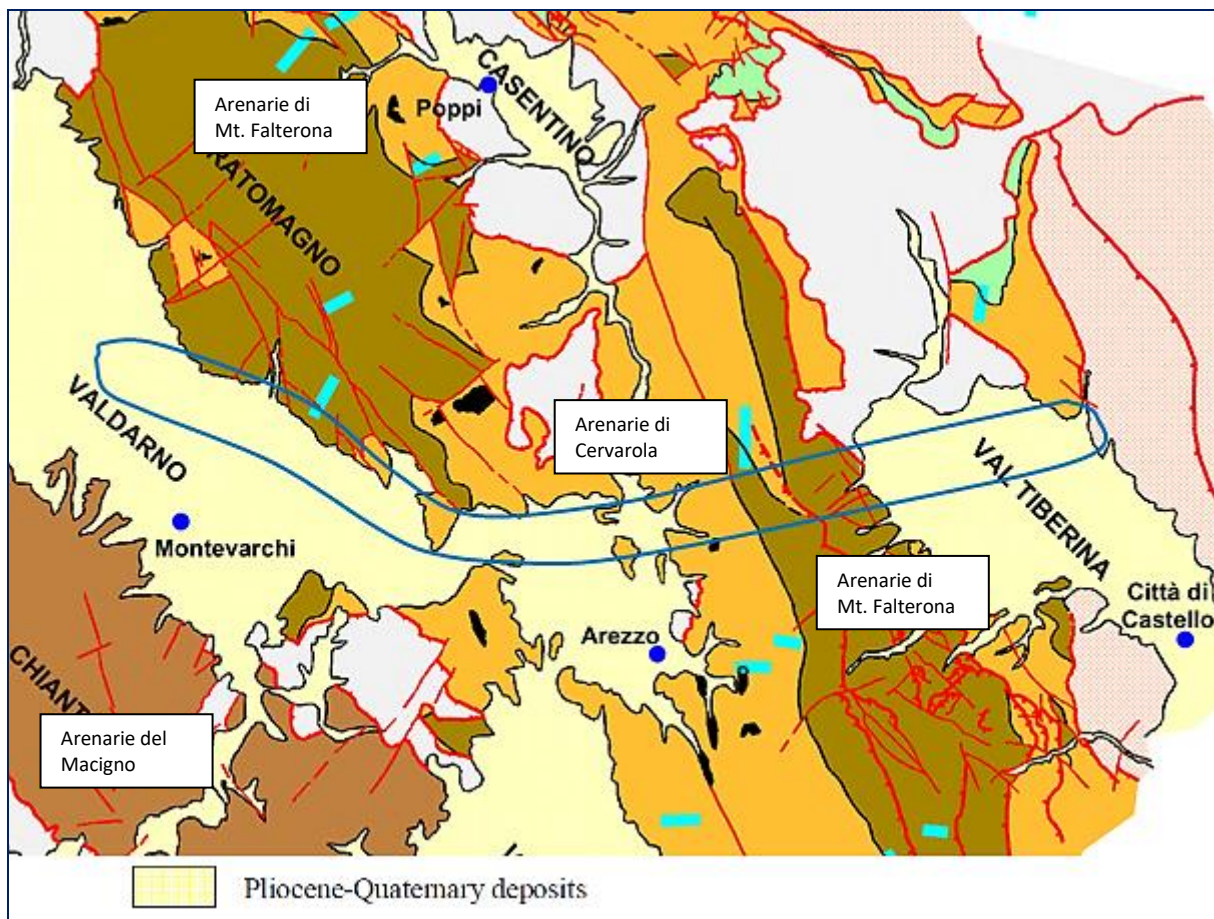 Arenarie di
Mt. Falterona
Poppi
CASENTINO
RATOMAGNO
VALDARNO
Montevarchi
Arenarie di
Cervarola
VAL TIBERINA
Arenarie di
Mt. Falterona
Città di
Castello
Arezzo
CHIANT
Arenarie del
Macigno
Pliocene-Quaternary deposits